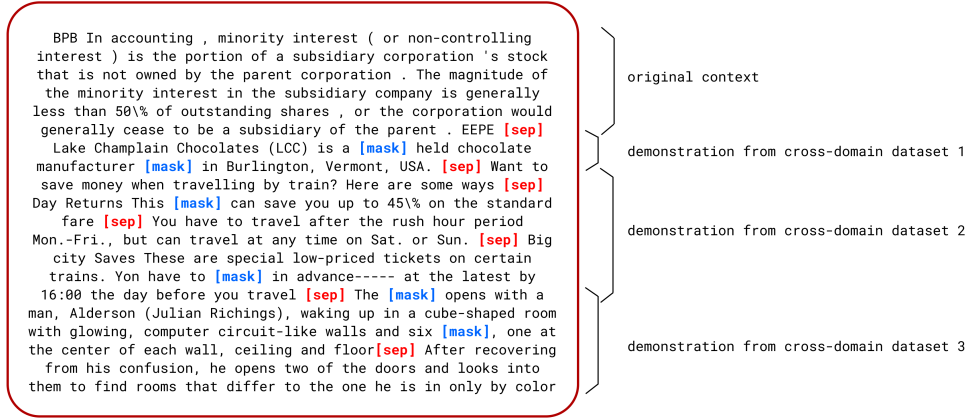 BPB In accounting , minority interest ( or non-controlling
interest ) is the portion of a subsidiary corporation 's stock
that is not owned by the parent corporation . The magnitude of
the minority interest in the subsidiary company is generally
less than 50\% of outstanding shares , or the corporation would
generally cease to be a subsidiary of the parent . EEPE [sep]
Lake Champlain Chocolates (LCC) is a [mask] held chocolate
manufacturer [mask] in Burlington, Vermont, USA. [sep] Want to
save money when travelling by train? Here are some ways [sep]
Day Returns This [mask] can save you up to 45\% on the standard
fare [sep] You have to travel after the rush hour period
Mon.-Fri., but can travel at any time on Sat. or Sun. [sep] Big
city Saves These are special low-priced tickets on certain
trains. Yon have to [mask] in advance----- at the latest by
16:00 the day before you travel [sep] The [mask] opens with a
man, Alderson (Julian Richings), waking up in a cube-shaped room
with glowing, computer circuit-like walls and six [mask], one at
the center of each wall, ceiling and floor[sep] After recovering
from his confusion, he opens two of the doors and looks into
them to find rooms that differ to the one he is in only by color
original context
demonstration from cross-domain dataset 1
demonstration from cross-domain dataset 2
demonstration from cross-domain dataset 3